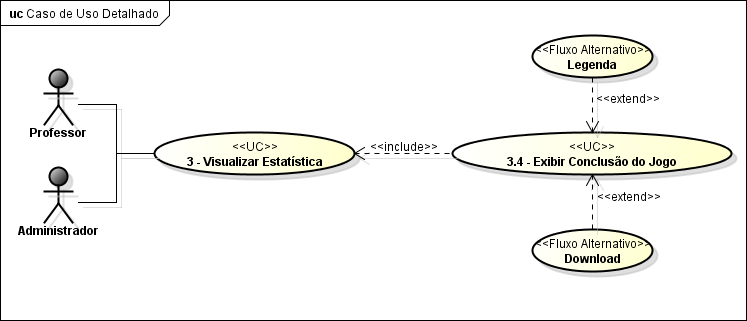 uc Caso de Uso Detalhado
<<Fluxo Alternativo>>
Legenda
<<extend>>
Professor
<<UC>>
3 - Visualizar Estatística
<<include>>
<<UC>>
3.4 - Exibir Conclusão do Jogo
<<extend>>
Administrador
<<Fluxo Alternativo>>
Download